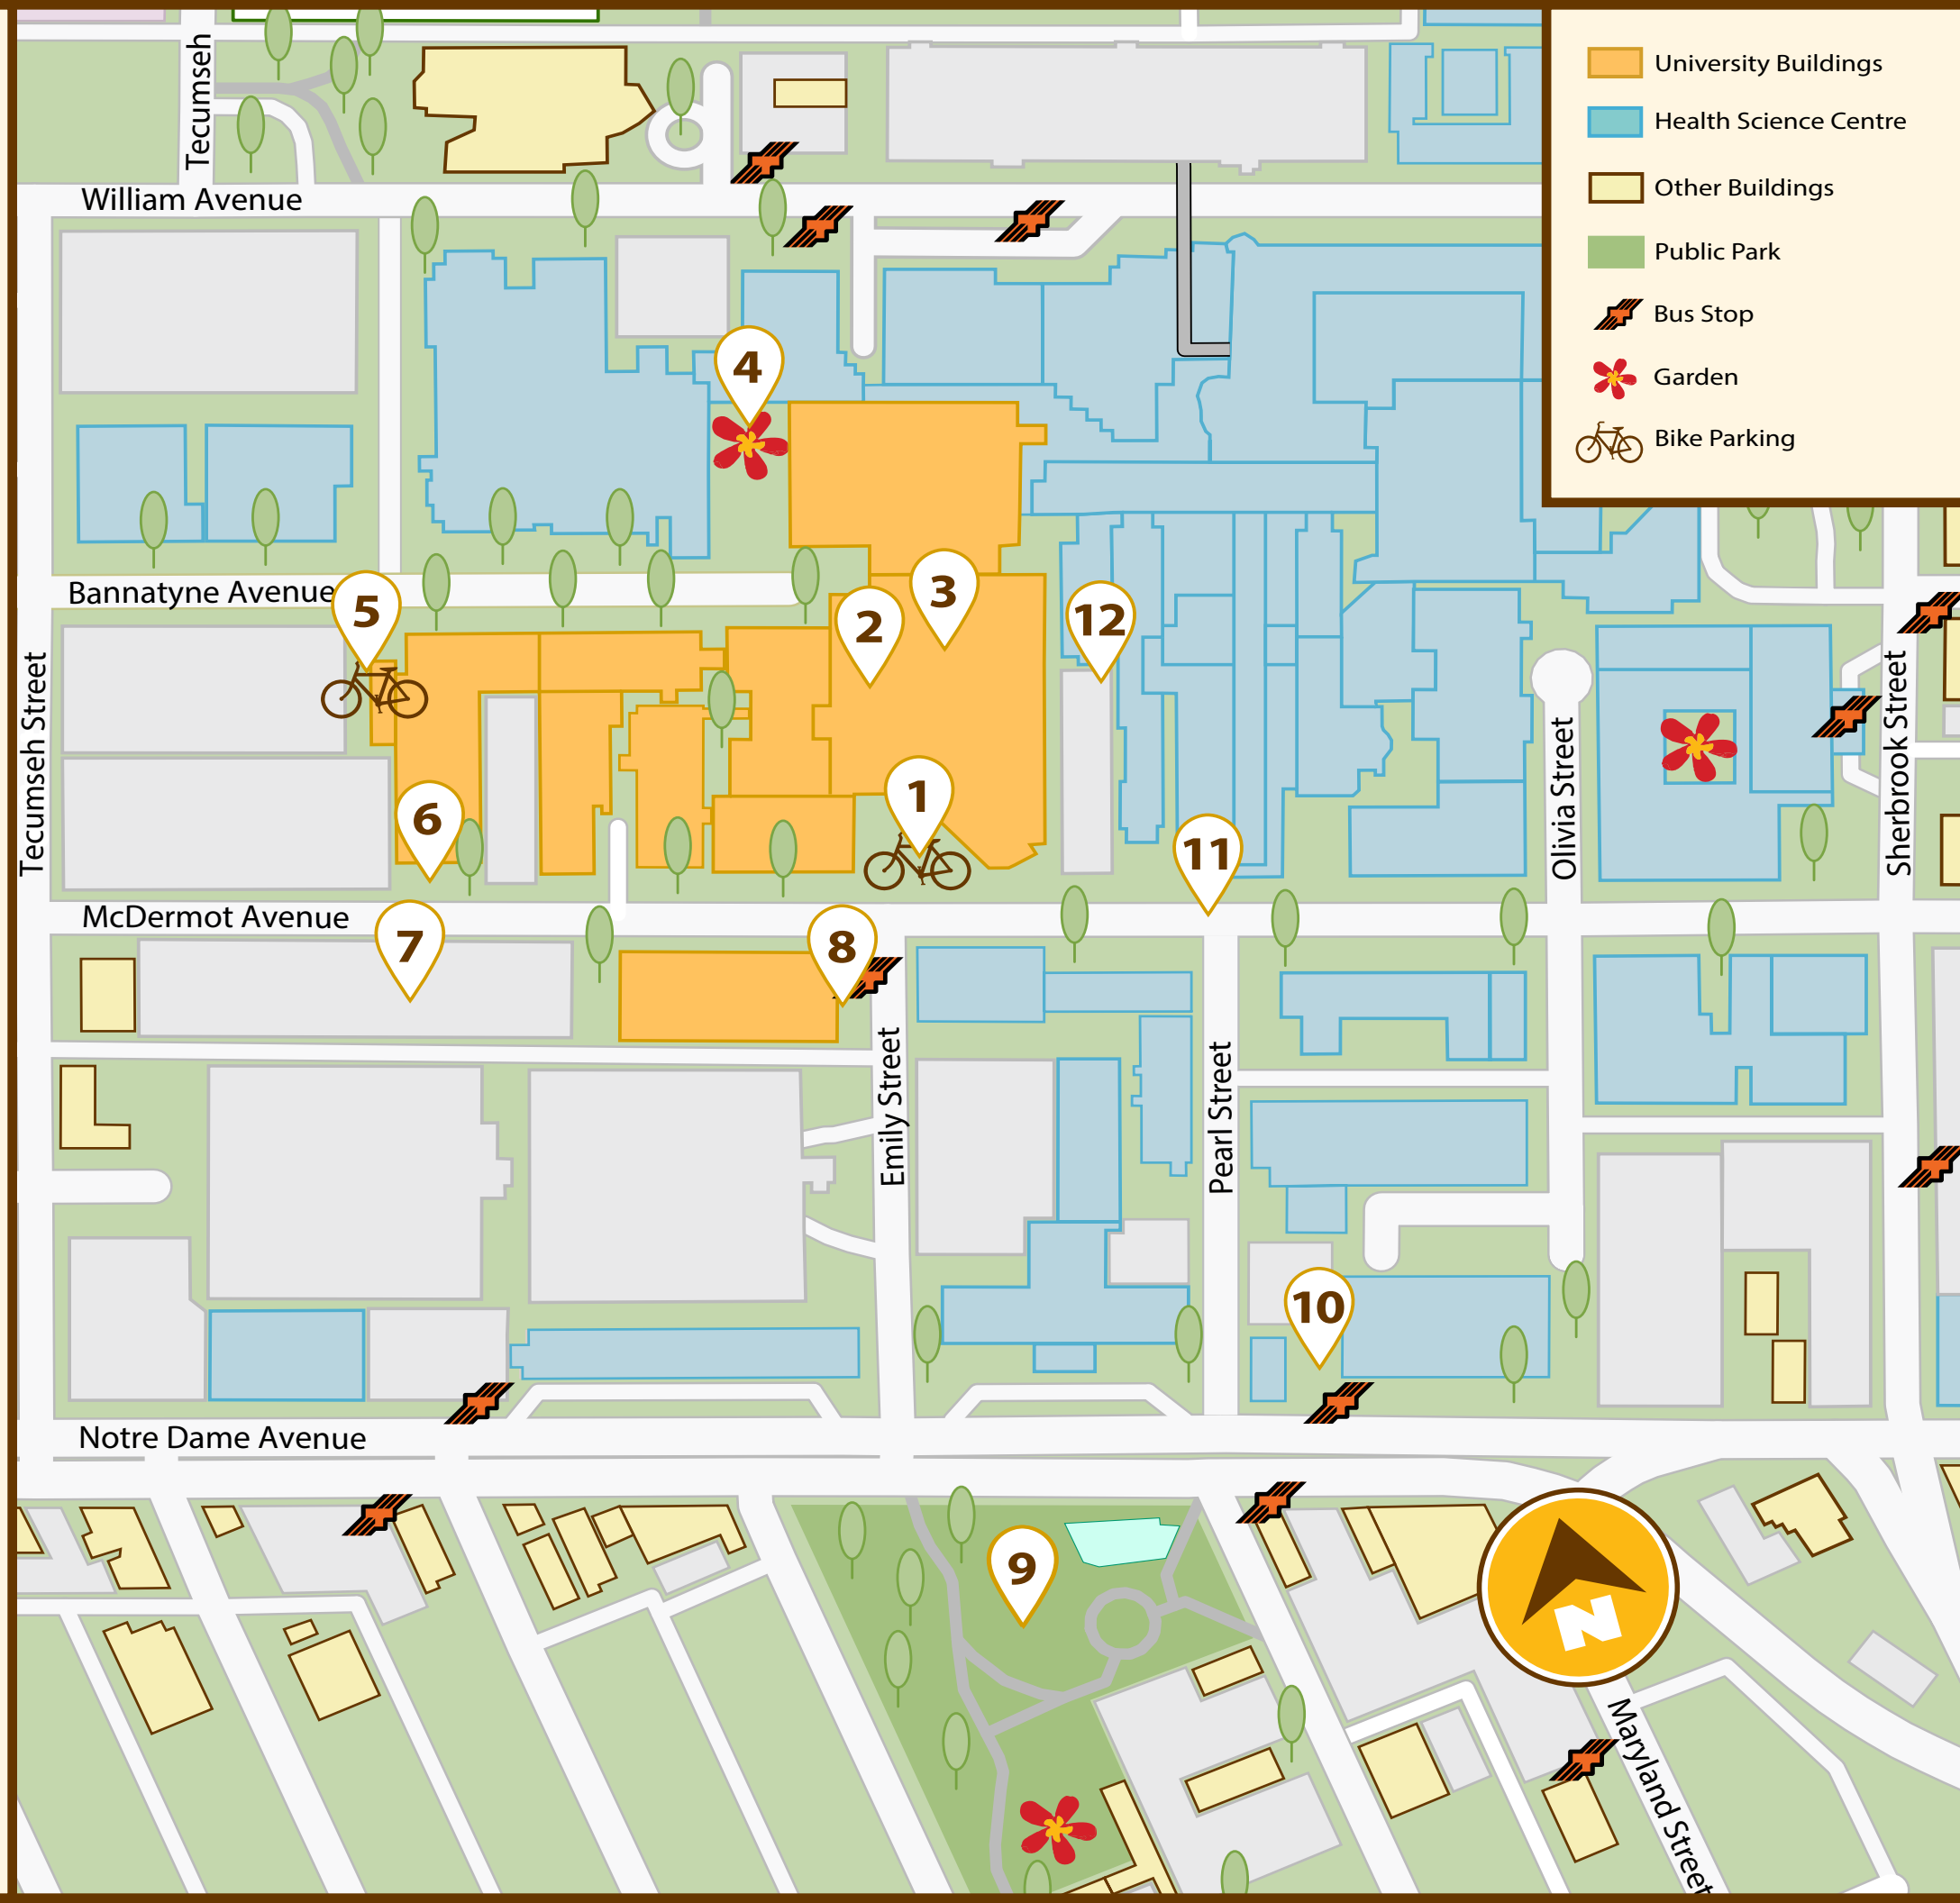 University Buildings
Health Science Centre
Other Buildings
Public Park
Bus Stop
Garden
Bike Parking
Tecumseh
William Avenue
4
Bannatyne Avenue
5
2
3
12
Tecumseh Street
6
1
11
Olivia Street
Sherbrook Street
McDermot Avenue
7
8
Emily Street
Pearl Street
10
Notre Dame Avenue
9
N
Maryland Street